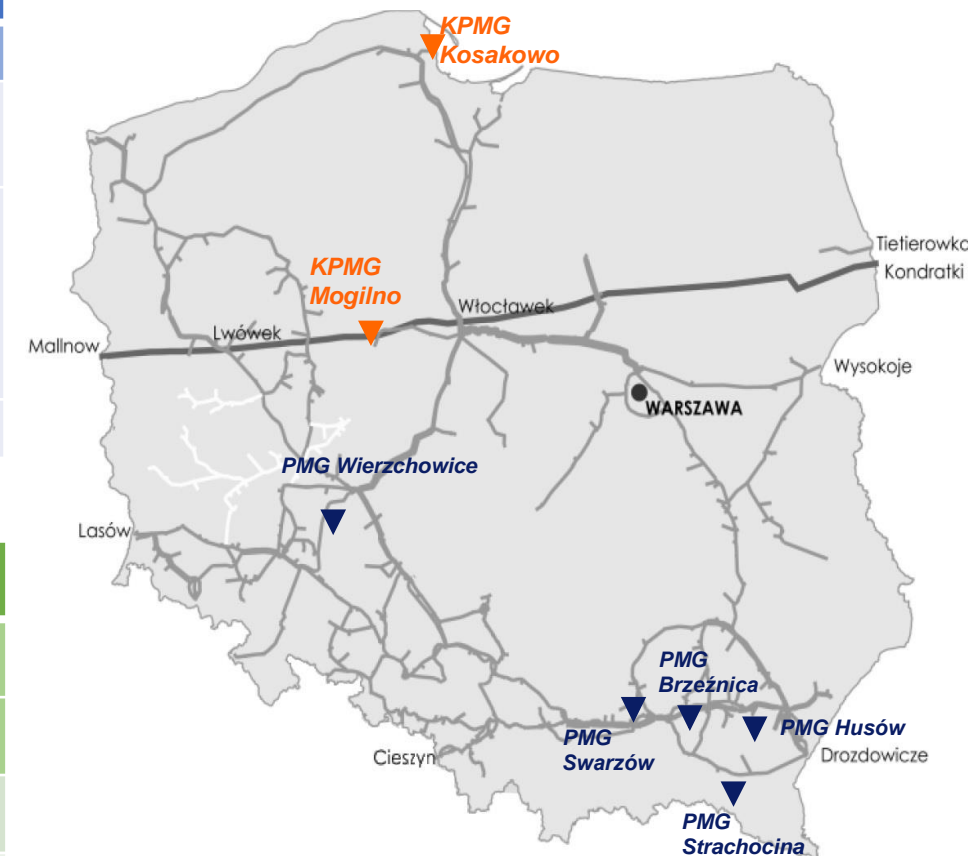 KPMG
Kosakowo
Tietierowka
Kondratki
KPMG
Mogilno
Włocławek
Lwówek
Mallnow
Wysokoje
WARSZAWA
PMG Wierzchowice
Lasów
PMG
Brzeźnica
PMG Husów
PMG
Swarzów
Cieszyn
Drozdowicze
PMG
Strachocina